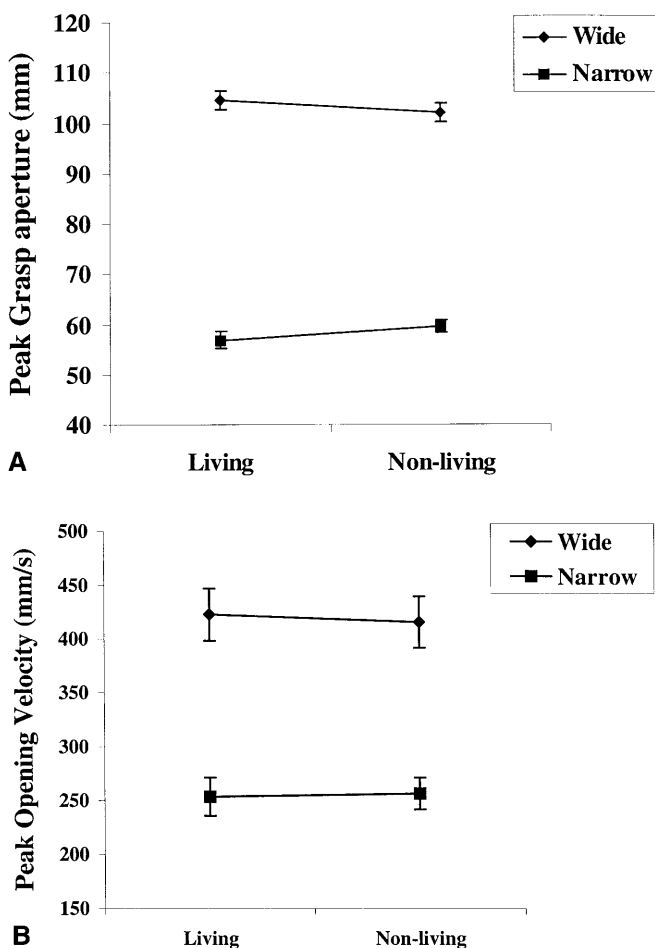 120
110
100
90
80
70
60
50
40
Peak Grasp aperture (mm)
Wide
Narrow
A
Living
Non-living
500
450
400
350
300
250
200
150
Peak Opening Velocity (mm/s)
Wide
Narrow
B
Living
Non-living